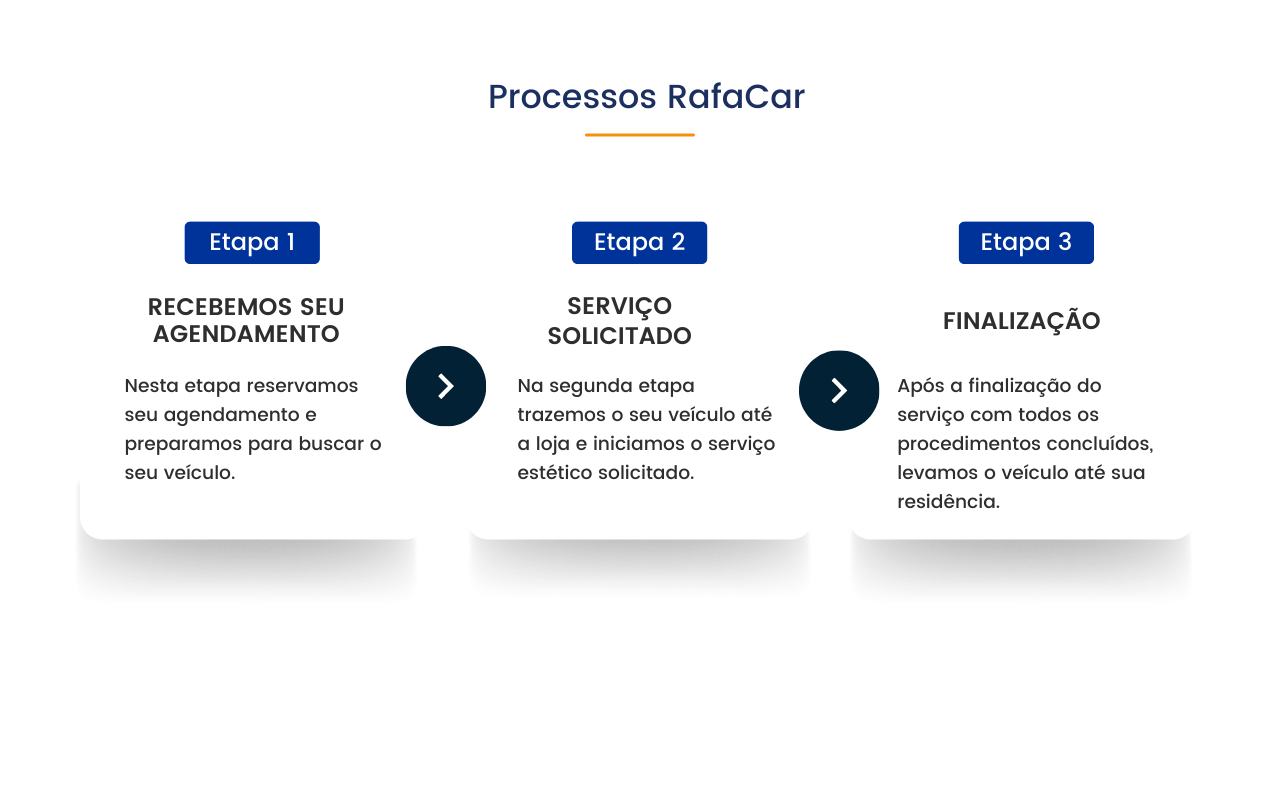 Processos RafaCar
Etapa 1
RECEBEMOS SEU
AGENDAMENTO
Nesta etapa reservamos
seu agendamento e
preparamos para buscar o
seu veículo.
Etapa 2
SERVIÇO
SOLICITADO
Na segunda etapa
trazemos o seu veículo até
a loja e iniciamos o serviço
estético solicitado.
Etapa 3
FINALIZAÇÃO
Após a finalização do
serviço com todos os
procedimentos concluídos,
levamos o veículo até sua
residência.